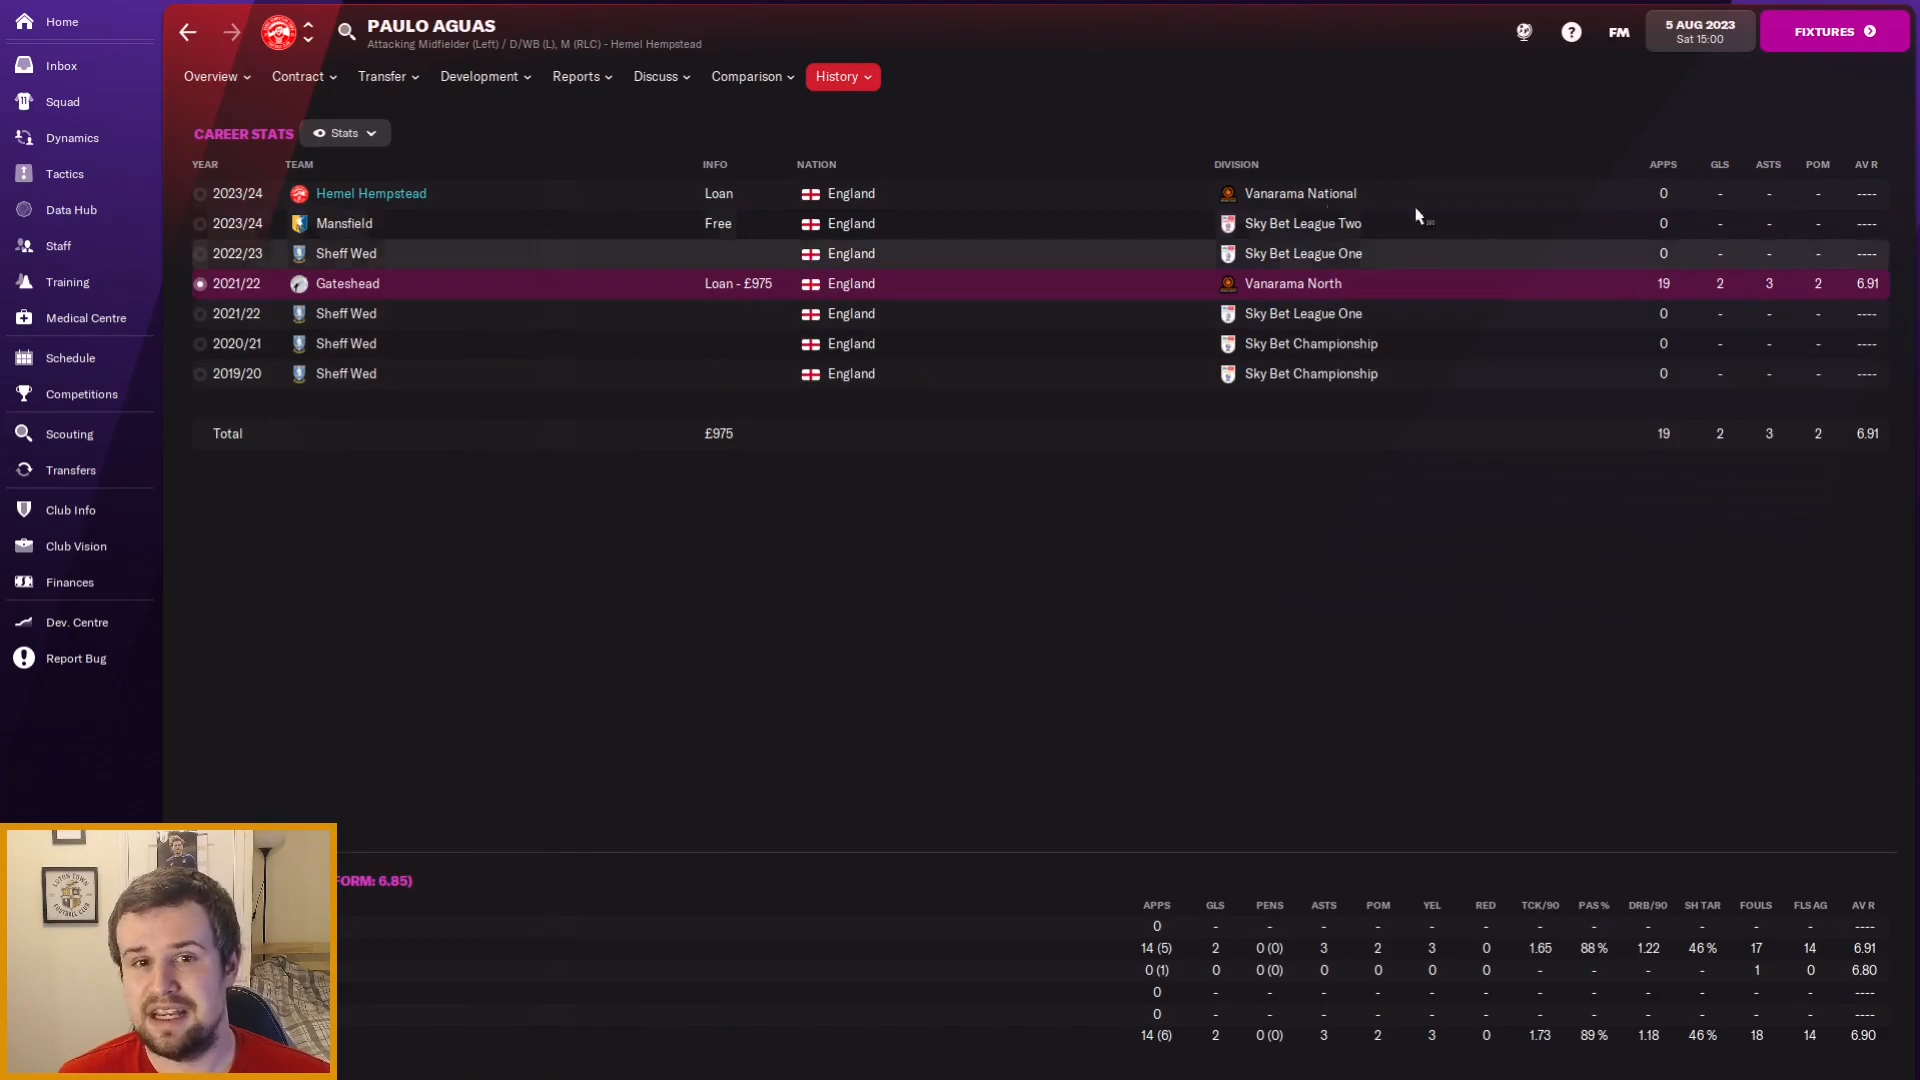 Home
Inbox
Squad
Dynamics
Tactics
Data Hub
Staff
Training
Medical Centre
Schedule
Competitions
Scouting
Transfers
Club Info
Club Vision
Finances
Dev. Centre
Report Bug
PAULO AGUAS
Attacking Midfielder (Left) / D/WB (L), M (RLC) - Hemel Hempstead
FM
5 AUG 2023
Sat 15:00
FIXTURES
Overview Contract Transfer Development Reports Discuss Comparison History
CAREER STATS Stats
YEAR TEAM INFO NATION DIVISION APPS GLS ASTS POM AV R
2023/24 Hemel Hempstead Loan England Vanarama National 0 - - - ----
2023/24 Mansfield Free England Sky Bet League Two 0 - - - ----
2022/23 Sheff Wed England Sky Bet League One 0 - - - ----
2021/22 Gateshead Loan - £975 England Vanarama North 19 2 3 2 6.91
2021/22 Sheff Wed England Sky Bet League One 0 - - - ----
2020/21 Sheff Wed England Sky Bet Championship 0 - - - ----
2019/20 Sheff Wed England Sky Bet Championship 0 - - - ----
Total £975 19 2 3 2 6.91
FORM: 6.85)
APPS GLS PENS ASTS POM YEL RED TCK/90 PAS % DRB/90 SH TAR FOULS FLS AG AV R
0 - - - - - - - - - - - - ----
14 (5) 2 0 (0) 3 2 3 0 1.65 88 % 1.22 46 % 17 14 6.91
0 (1) 0 0 (0) 0 0 0 0 - - - - 1 0 6.80
0 - - - - - - - - - - - - ----
0 - - - - - - - - - - - - ----
14 (6) 2 0 (0) 3 2 3 0 1.73 89 % 1.18 46 % 18 14 6.90
LUTON TOWN
FOOTBALL CLUB